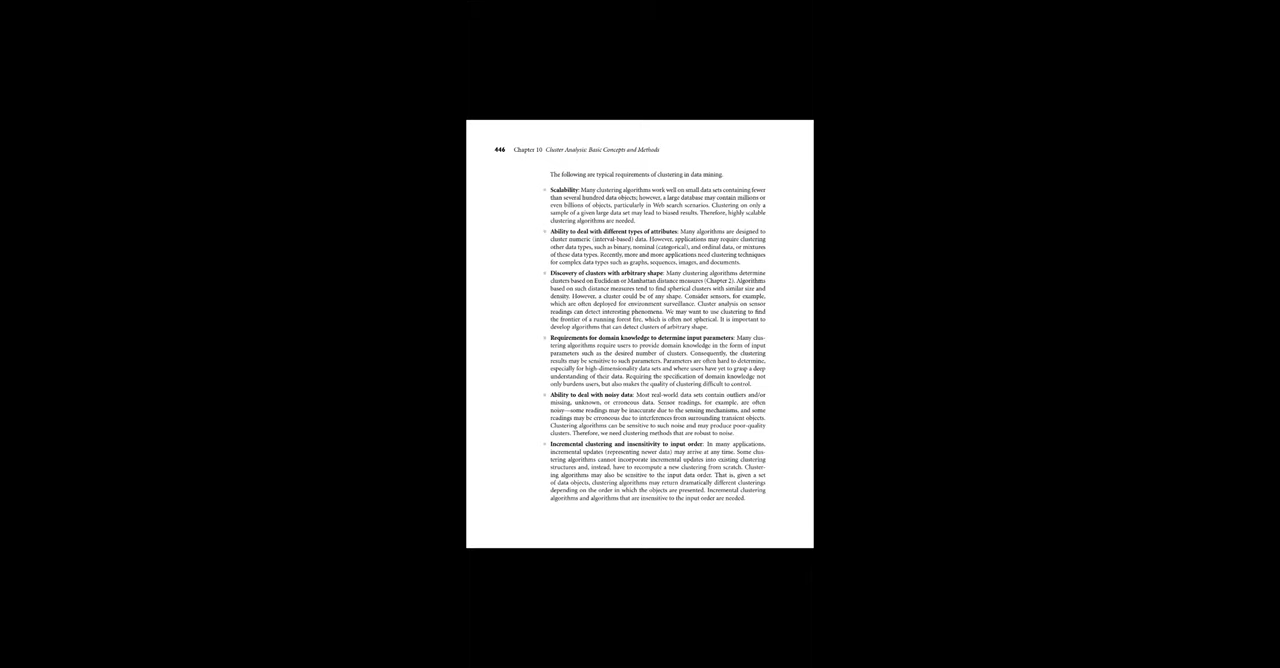 446 Chapter 10 Cluster Analysis: Basic Concepts and Methods
The following are typical requirements of clustering in data mining.
Scalability: Many clustering algorithms work well on small data sets containing fewer
than several hundred data objects; however, a large database may contain millions or
even billions of objects, particularly in Web search scenarios. Clustering on only a
sample of a given large data set may lead to biased results. Therefore, highly scalable
clustering algorithms are needed.
Ability to deal with different types of attributes: Many algorithms are designed to
cluster numeric (interval-based) data. However, applications may require clustering
other data types, such as binary, nominal (categorical), and ordinal data, or mixtures
of these data types. Recently, more and more applications need clustering techniques
for complex data types such as graphs, sequences, images, and documents.
Discovery of clusters with arbitrary shape: Many clustering algorithms determine
clusters based on Euclidean or Manhattan distance measures (Chapter 2). Algorithms
based on such distance measures tend to find spherical clusters with similar size and
density. However, a cluster could be of any shape. Consider sensors, for example,
which are often deployed for environment surveillance. Cluster analysis on sensor
readings can detect interesting phenomena. We may want to use clustering to find
the frontier of a running forest fire, which is often not spherical. It is important to
develop algorithms that can detect clusters of arbitrary shape.
Requirements for domain knowledge to determine input parameters: Many clus-
tering algorithms require users to provide domain knowledge in the form of input
parameters such as the desired number of clusters. Consequently, the clustering
results may be sensitive to such parameters. Parameters are often hard to determine,
especially for high-dimensionality data sets and where users have yet to grasp a deep
understanding of their data. Requiring the specification of domain knowledge not
only burdens users, but also makes the quality of clustering difficult to control.
Ability to deal with noisy data: Most real-world data sets contain outliers and/or
missing, unknown, or erroneous data. Sensor readings, for example, are often
noisy—some readings may be inaccurate due to the sensing mechanisms, and some
readings may be erroneous due to interferences from surrounding transient objects.
Clustering algorithms can be sensitive to such noise and may produce poor-quality
clusters. Therefore, we need clustering methods that are robust to noise.
Incremental clustering and insensitivity to input order: In many applications,
incremental updates (representing newer data) may arrive at any time. Some clus-
tering algorithms cannot incorporate incremental updates into existing clustering
structures and, instead, have to recompute a new clustering from scratch. Cluster-
ing algorithms may also be sensitive to the input data order. That is, given a set
of data objects, clustering algorithms may return dramatically different clusterings
depending on the order in which the objects are presented. Incremental clustering
algorithms and algorithms that are insensitive to the input order are needed.